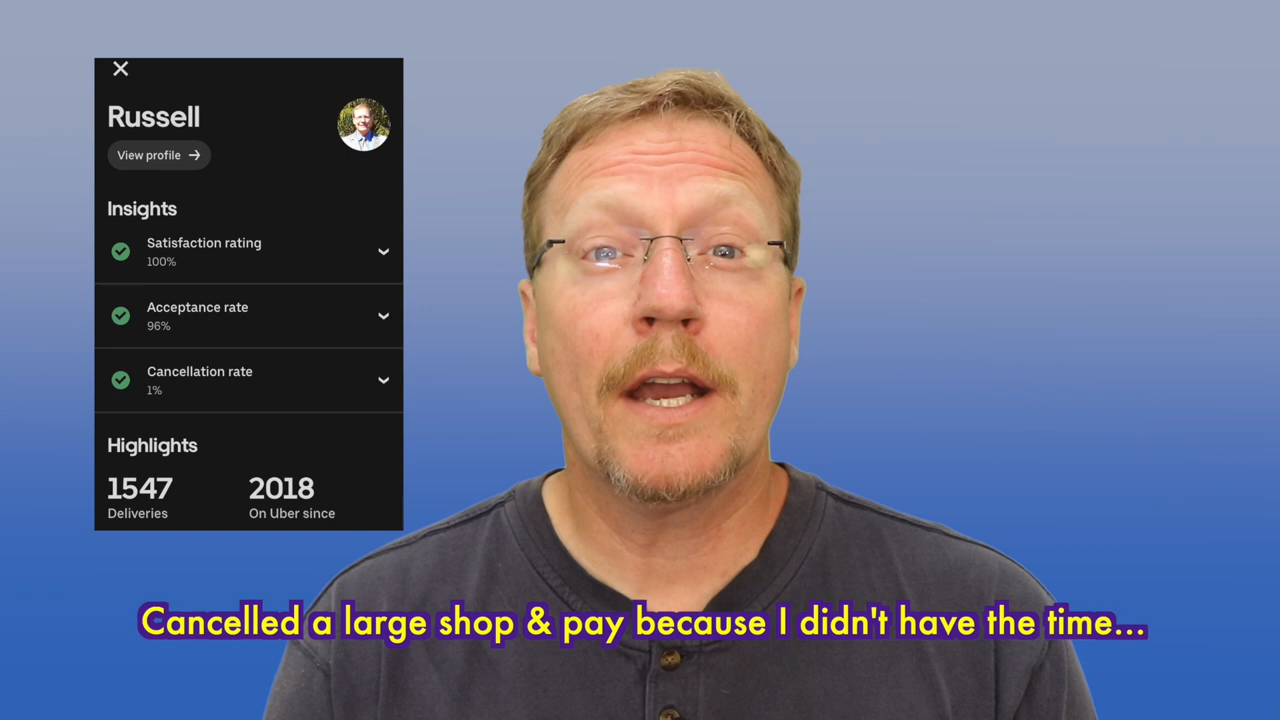 Russell
View profile →
Insights
Satisfaction rating
100%
Acceptance rate
96%
Cancellation rate
1%
Highlights
1547 2018
Deliveries On Uber since
Cancelled a large shop & pay because I didn't have the time...